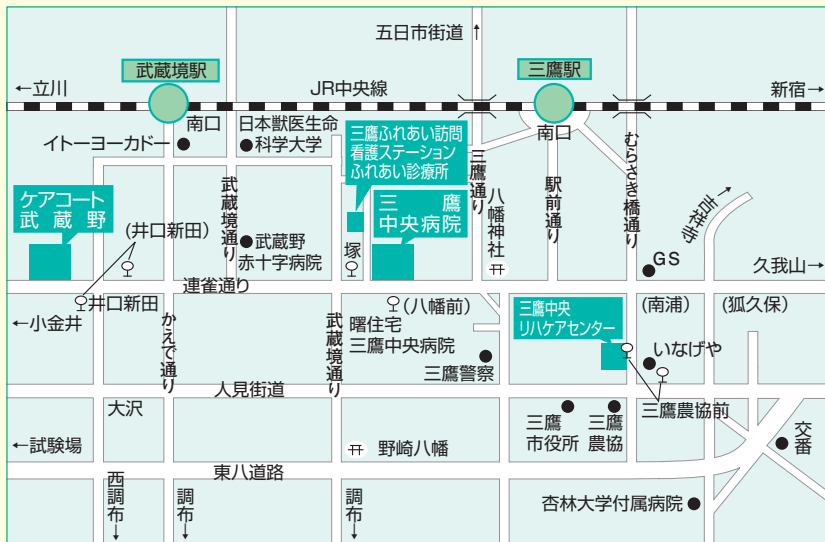 五日市街道↑
武蔵境駅
三鷹駅
←立川
JR中央線
新宿→
南口
日本獣医生命
科学大学
イトーヨーカドー
南口
三鷹ふれあい訪問
看護ステーション
ふれあい診療所
三鷹通り
むらさき橋通り
駅前通り
八幡神社
武蔵境通り
ケアコート
武蔵野
三鷹
中央病院
吉祥寺→
(井口新田)
武蔵野
赤十字病院
塚
GS
久我山→
連雀通り
井口新田
(八幡前)
三鷹中央
リハケアセンター
(南浦)
(狐久保)
←小金井
かえで通り
武蔵境通り
曙住宅
三鷹中央病院
三鷹警察
いなげや
人見街道
大沢
三鷹農協前
三鷹
市役所
三鷹
農協
交番
←試験場
野崎八幡
東八道路
西調布→
調布→
調布→
杏林大学付属病院